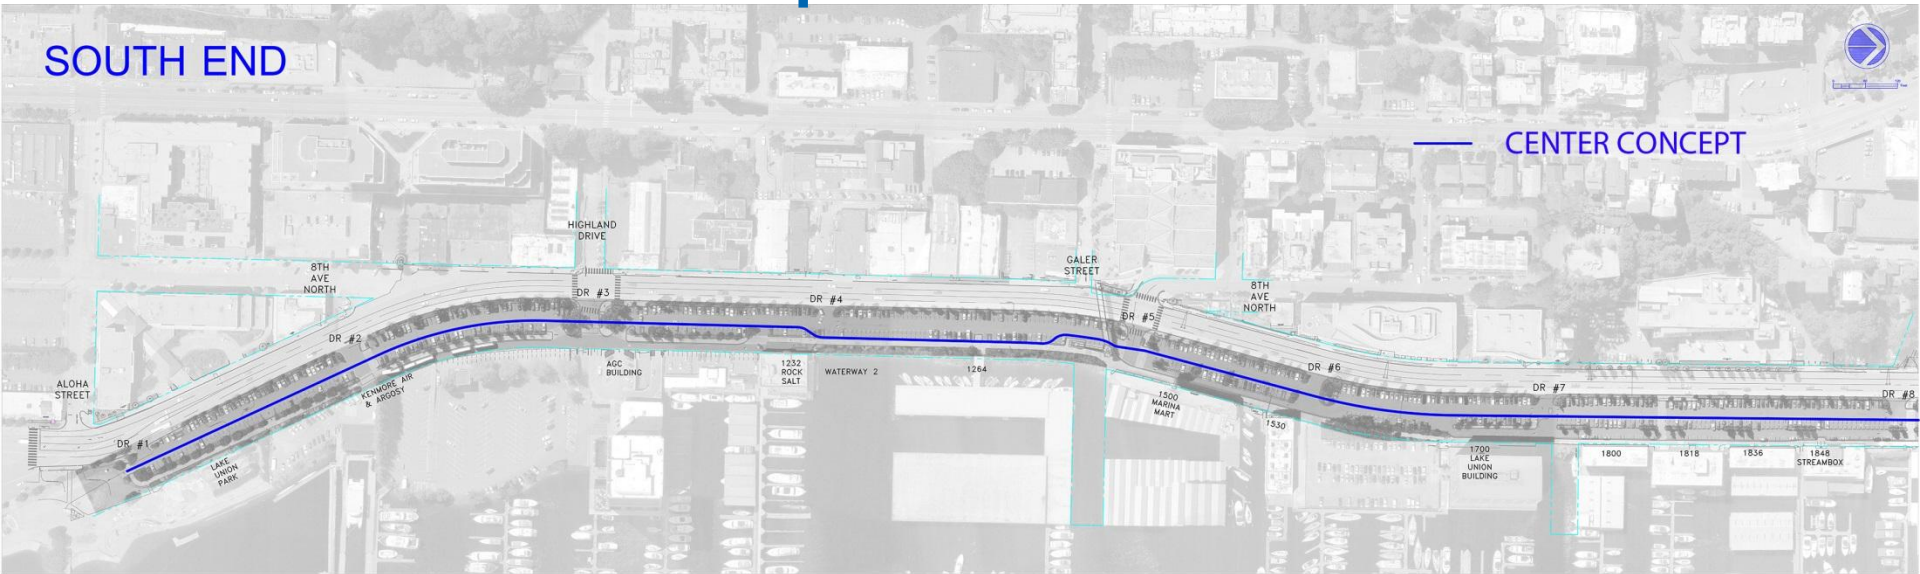 SOUTH END
CENTER CONCEPT
HIGHLAND
DRIVE
GALER
STREET
8TH
AVE
NORTH
8TH
AVE
NORTH
DR #3
DR #4
DR #5
DR #2
DR #6
DR #7
DR #8
ALOHA
STREET
DR #1
LAKE
UNION
PARK
KENMORE AIR
& ARGOSY
AGC
BUILDING
1232
ROCK
SALT
WATERWAY 2
1264
1500
MARINA
MART
1530
1700
LAKE
UNION
BUILDING
1800
1818
1836
1848
STREAMBOX